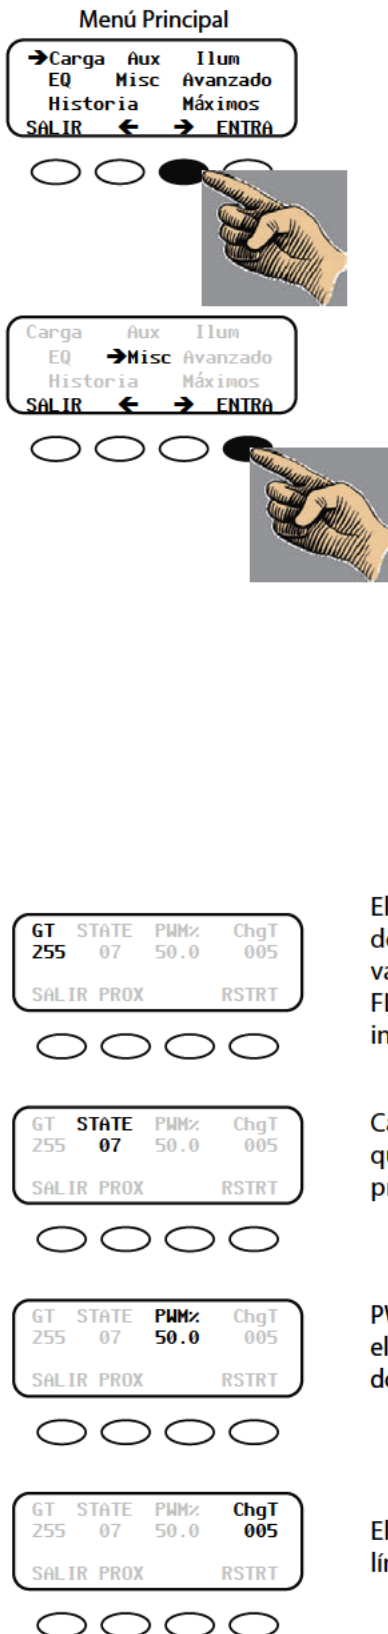 Menú Principal
➔Carga Aux Ilum
EQ Misc Avanzado
Historia Máximos
SALIR ← → ENTRA
Carga Aux Ilum
EQ ➔Misc Avanzado
Historia Máximos
SALIR ← → ENTRA
GT STATE PWM% ChgT
255 07 50.0 005
SALIR PROX RSTRT
GT STATE PWM% ChgT
255 07 50.0 005
SALIR PROX RSTRT
GT STATE PWM% ChgT
255 07 50.0 005
SALIR PROX RSTRT
GT STATE PWM% ChgT
255 07 50.0 005
SALIR PROX RSTRT
El